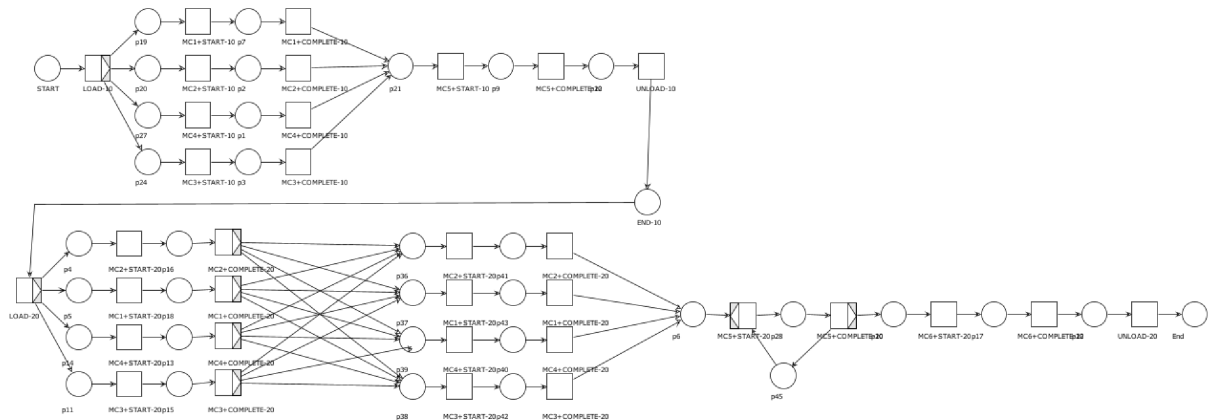 p19 MC1+START-10 p7 MC1+COMPLETE-10
START LOAD-10 p20 MC2+START-10 p2 MC2+COMPLETE-10 p21 MC5+START-10 p9 MC5+COMPLETE-10 UNLOAD-10
p27 MC4+START-10 p1 MC4+COMPLETE-10
p24 MC3+START-10 p3 MC3+COMPLETE-10
END-10
p4 MC2+START-20 p16 MC2+COMPLETE-20 p36 MC2+START-20 p41 MC2+COMPLETE-20
LOAD-20 p5 MC1+START-20 p18 MC1+COMPLETE-20 p37 MC1+START-20 p43 MC1+COMPLETE-20 p6 MC5+START-20 p28 MC5+COMPLETE-20 MC6+START-20 p17 MC6+COMPLETE-20 UNLOAD-20 End
p14 MC4+START-20 p13 MC4+COMPLETE-20 p39 MC4+START-20 p40 MC4+COMPLETE-20
p11 MC3+START-20 p15 MC3+COMPLETE-20 p38 MC3+START-20 p42 MC3+COMPLETE-20
p45